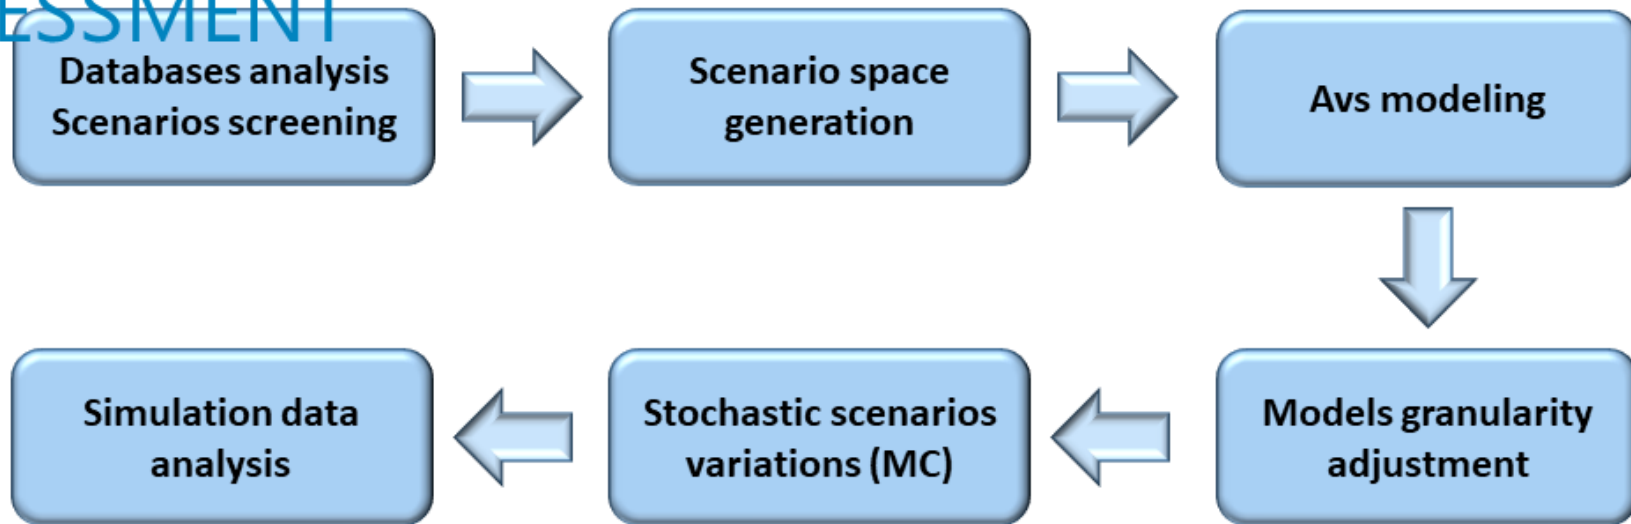 ESSMENT
Databases analysis
Scenarios screening
Scenario space
generation
Avs modeling
Models granularity
adjustment
Stochastic scenarios
variations (MC)
Simulation data
analysis